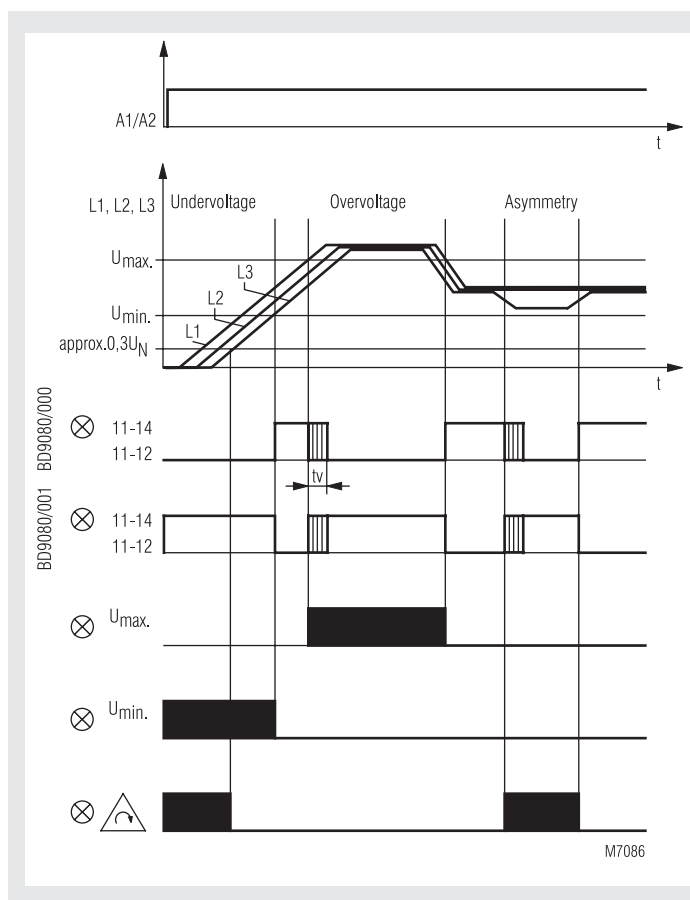 A1/A2
t
L1, L2, L3 Undervoltage Overvoltage Asymmetry
Umax.
L3
L2
Umin.
L1
approx.0,3UN
t
BD9080/000
11-14
11-12
tv
BD9080/001
11-14
11-12
Umax.
Umin.
M7086